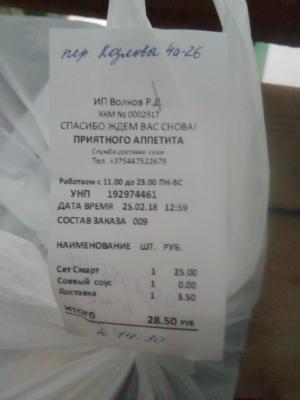 пер Козлова 4а-26
ИП Волков Р.Д.
ККМ № 0002917
СПАСИБО ЖДЕМ ВАС СНОВА!
ПРИЯТНОГО АППЕТИТА
Служба доставки суши
Тел. +375447522679
Работаем с 11.00 до 23.00 ПН-ВС
УНП 192974461
ДАТА ВРЕМЯ 25.02.18 12:59
СОСТАВ ЗАКАЗА 009
НАИМЕНОВАНИЕ ШТ. РУБ.
Сет Смарт 1 25.00
Соевый соус 1 0.00
Доставка 1 3.50
ИТОГО 28.50 РУБ
к 14.30